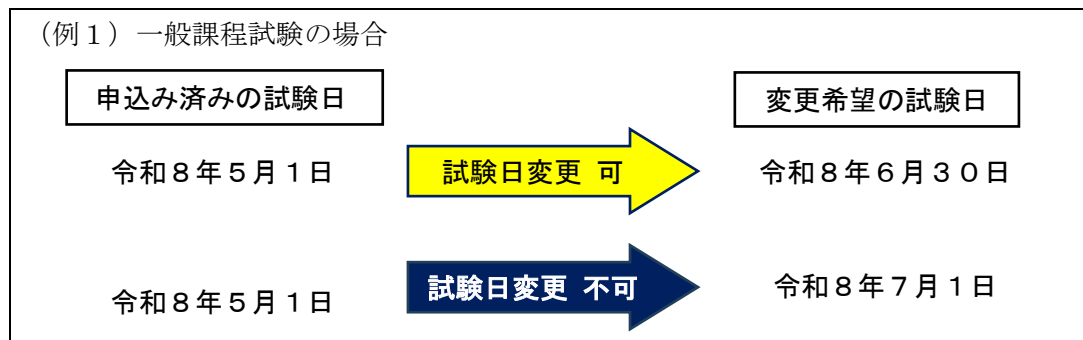 (例１)一般課程試験の場合
申込み済みの試験日
変更希望の試験日
令和８年５月１日
試験日変更 可
令和８年６月３０日
令和８年５月１日
試験日変更 不可
令和８年７月１日